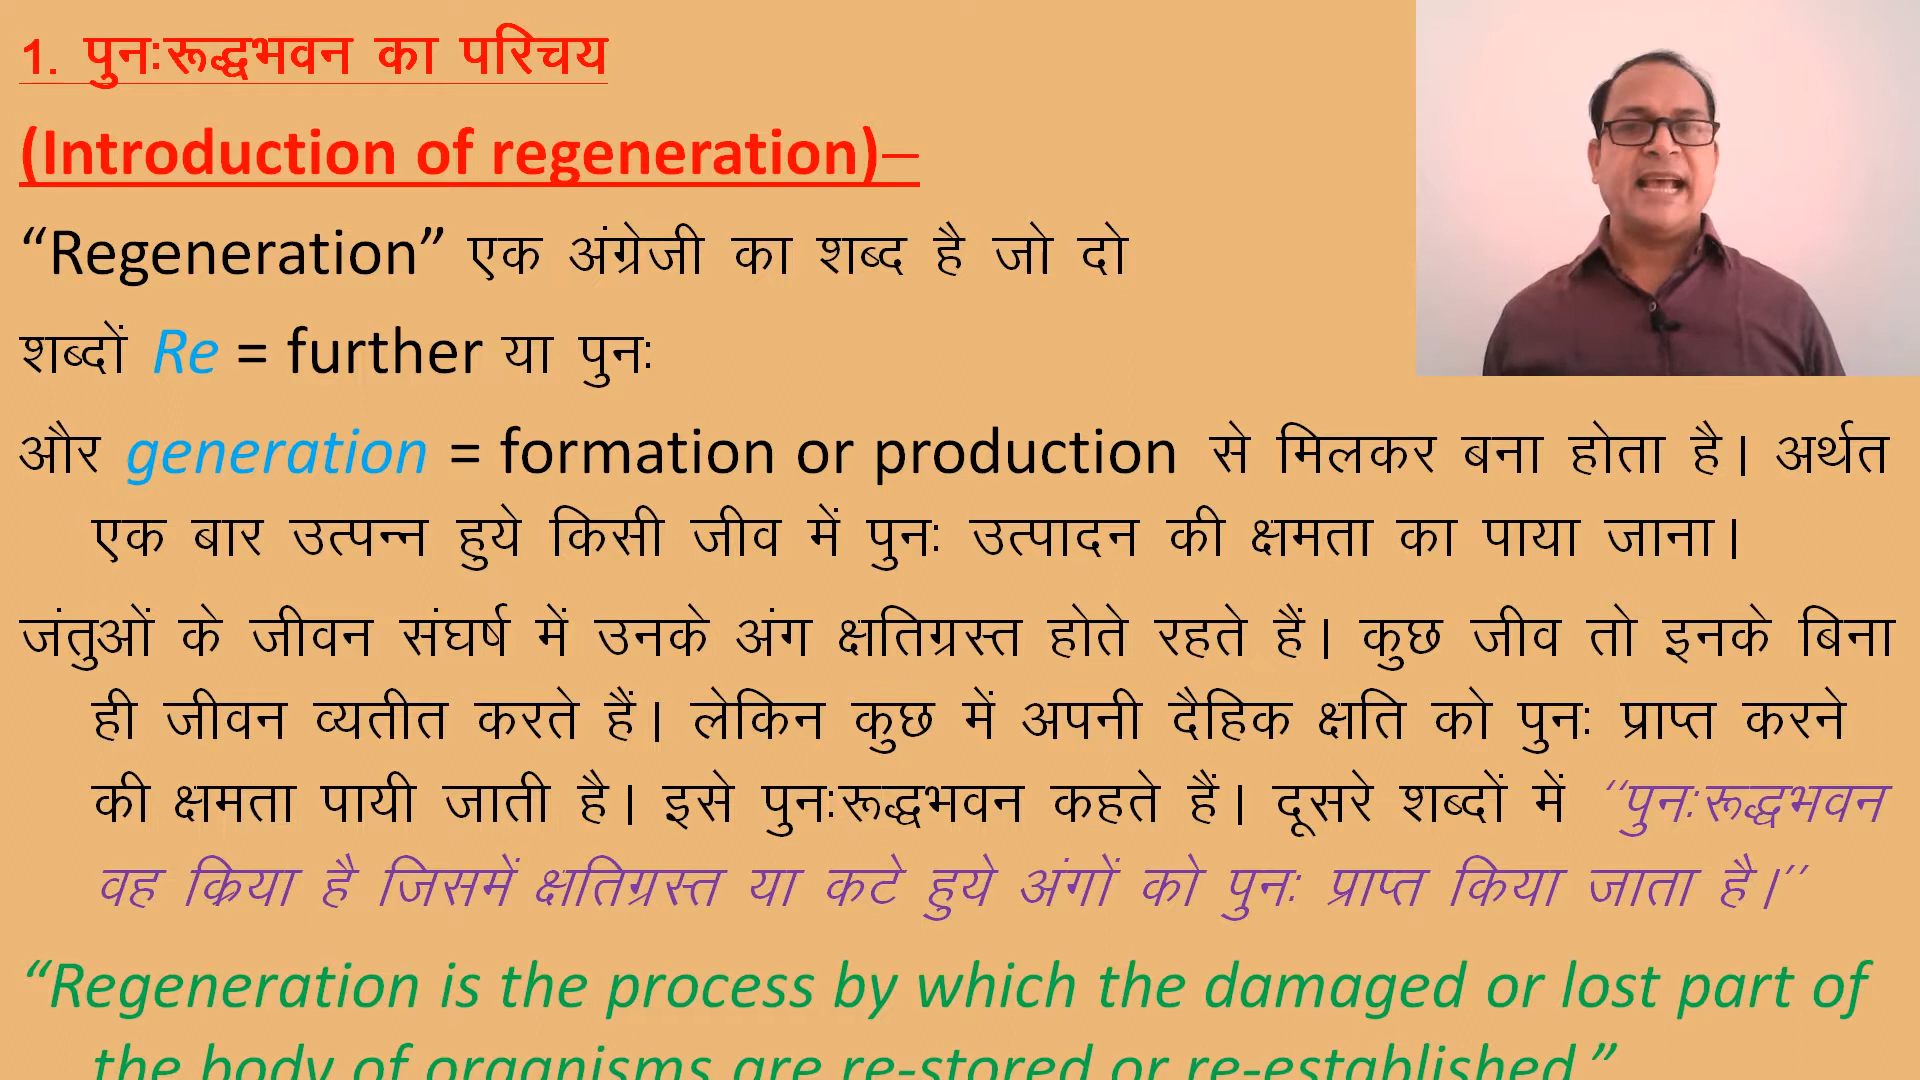 1. पुनःरूद्धभवन का परिचय
(Introduction of regeneration)–
“Regeneration” एक अंग्रेजी का शब्द है जो दो
शब्दों Re = further या पुनः
और generation = formation or production से मिलकर बना होता है। अर्थत
एक बार उत्पन्न हुये किसी जीव में पुनः उत्पादन की क्षमता का पाया जाना।
जंतुओं के जीवन संघर्ष में उनके अंग क्षतिग्रस्त होते रहते हैं। कुछ जीव तो इनके बिना
ही जीवन व्यतीत करते हैं। लेकिन कुछ में अपनी दैहिक क्षति को पुनः प्राप्त करने
की क्षमता पायी जाती है। इसे पुनःरूद्धभवन कहते हैं। दूसरे शब्दों में ‘‘पुनःरूद्धभवन
वह क्रिया है जिसमें क्षतिग्रस्त या कटे हुये अंगों को पुनः प्राप्त किया जाता है।’’
“Regeneration is the process by which the damaged or lost part of
the body of organisms are re-stored or re-established.”